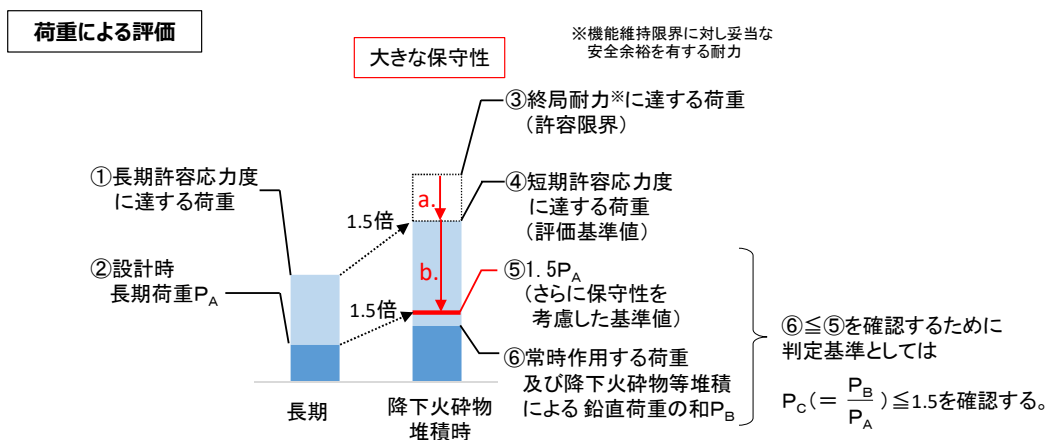 荷重による評価
※機能維持限界に対し妥当な
安全余裕を有する耐力
大きな保守性
③終局耐力※に達する荷重
（許容限界）
①長期許容応力度
に達する荷重
④短期許容応力度
に達する荷重
（評価基準値）
a.
1.5倍
②設計時
長期荷重PA
b.
⑤1.5PA
（さらに保守性を
考慮した基準値）
1.5倍
⑥常時作用する荷重
及び降下火砕物等堆積
による 鉛直荷重の和PB
⑥≦⑤を確認するために
判定基準としては
PC(= PB/PA )≦1.5を確認する。
長期
降下火砕物
堆積時